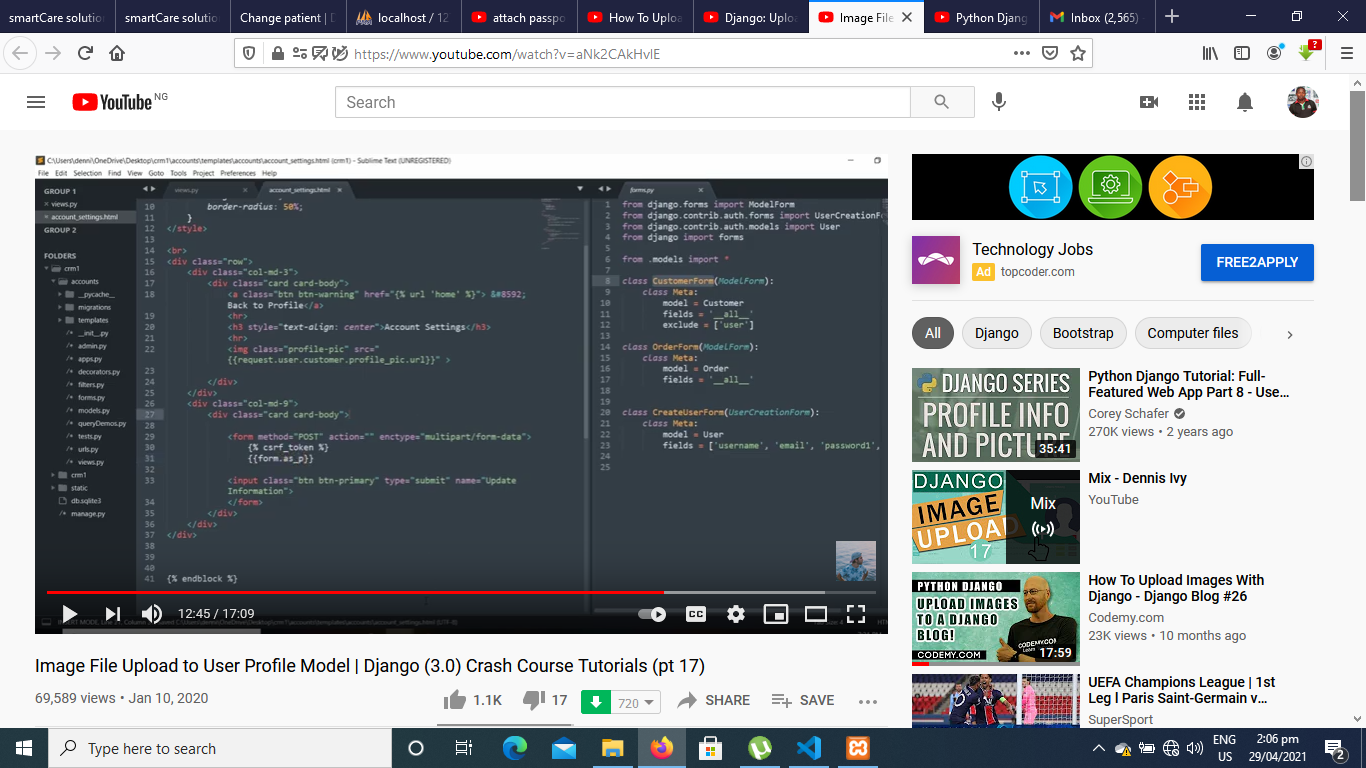 smartCare solutio
smartCare solutio
Change patient | D
localhost / 12
attach passpo
How To Uploa
Django: Uploa
Image File
Python Djang
Inbox (2,565)
https://www.youtube.com/watch?v=aNk2CAkHvlE
YouTube NG
Search
C:\Users\denni\OneDrive\Desktop\crm1\accounts\templates\accounts\account_settings.html (crm1) - Sublime Text (UNREGISTERED)
File Edit Selection Find View Goto Tools Project Preferences Help
GROUP 1
views.py
account_settings.html
GROUP 2
FOLDERS
crm1
accounts
__pycache__
migrations
templates
__init__.py
admin.py
apps.py
decorators.py
filters.py
forms.py
models.py
queryDemos.py
tests.py
urls.py
views.py
crm1
static
db.sqlite3
manage.py
views.py
account_settings.html
10 border-radius: 50%;
11 }
12 </style>
13
14 <br>
15 <div class="row">
16 <div class="col-md-3">
17 <div class="card card-body">
18 <a class="btn btn-warning" href="{% url 'home' %}"> &#8592;
Back to Profile</a>
19 <hr>
20 <h3 style="text-align: center">Account Settings</h3>
21 <hr>
22 <img class="profile-pic" src="
{{request.user.customer.profile_pic.url}}" >
23
24 </div>
25 </div>
26 <div class="col-md-9">
27 <div class="card card-body">
28
29 <form method="POST" action="" enctype="multipart/form-data">
30 {% csrf_token %}
31 {{form.as_p}}
32
33 <input class="btn btn-primary" type="submit" name="Update
Information">
34 </form>
35 </div>
36 </div>
37 </div>
38
39
40
41 {% endblock %}
forms.py
1 from django.forms import ModelForm
2 from django.contrib.auth.forms import UserCreationF
3 from django.contrib.auth.models import User
4 from django import forms
5
6 from .models import *
7
8 class CustomerForm(ModelForm):
9 class Meta:
10 model = Customer
11 fields = '__all__'
12 exclude = ['user']
13
14 class OrderForm(ModelForm):
15 class Meta:
16 model = Order
17 fields = '__all__'
18
19
20 class CreateUserForm(UserCreationForm):
21 class Meta:
22 model = User
23 fields = ['username', 'email', 'password1',
24
25
12:45 / 17:09
CC
Image File Upload to User Profile Model | Django (3.0) Crash Course Tutorials (pt 17)
69,589 views • Jan 10, 2020
1.1K
17
720
SHARE
SAVE
Technology Jobs
Ad topcoder.com
FREE2APPLY
All
Django
Bootstrap
Computer files
DJANGO SERIES
PROFILE INFO
AND PICTURE
35:41
Python Django Tutorial: Full-
Featured Web App Part 8 - Use...
Corey Schafer
270K views • 2 years ago
DJANGO
IMAGE
UPLOAD
17
Mix
Mix - Dennis Ivy
YouTube
PYTHON DJANGO
UPLOAD IMAGES
TO A DJANGO
BLOG!
CODEMY.COM
CODEMY.COM
17:59
How To Upload Images With
Django - Django Blog #26
Codemy.com
23K views • 10 months ago
UEFA Champions League | 1st
Leg l Paris Saint-Germain v...
SuperSport
Type here to search
ENG
US
2:06 pm
29/04/2021
2